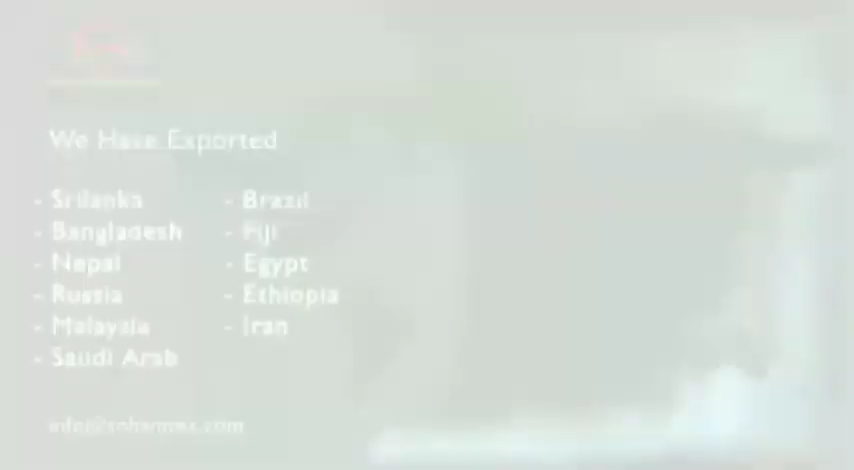 We Have Exported
- Srilanka
- Bangladesh
- Nepal
- Russia
- Malaysia
- Saudi Arab
- Brazil
- Fiji
- Egypt
- Ethiopia
- Iran